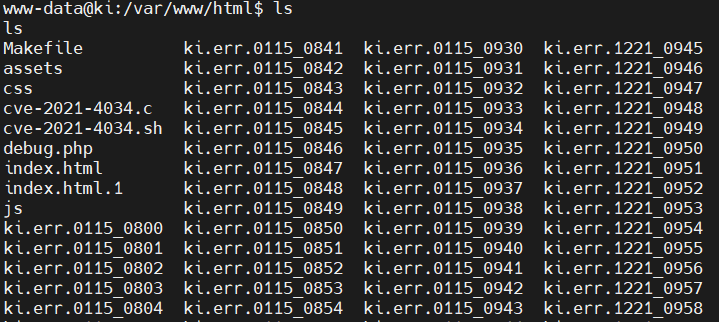 www-data@ki:/var/www/html$ ls
ls
Makefile ki.err.0115_0841 ki.err.0115_0930 ki.err.1221_0945
assets ki.err.0115_0842 ki.err.0115_0931 ki.err.1221_0946
css ki.err.0115_0843 ki.err.0115_0932 ki.err.1221_0947
cve-2021-4034.c ki.err.0115_0844 ki.err.0115_0933 ki.err.1221_0948
cve-2021-4034.sh ki.err.0115_0845 ki.err.0115_0934 ki.err.1221_0949
debug.php ki.err.0115_0846 ki.err.0115_0935 ki.err.1221_0950
index.html ki.err.0115_0847 ki.err.0115_0936 ki.err.1221_0951
index.html.1 ki.err.0115_0848 ki.err.0115_0937 ki.err.1221_0952
js ki.err.0115_0849 ki.err.0115_0938 ki.err.1221_0953
ki.err.0115_0800 ki.err.0115_0850 ki.err.0115_0939 ki.err.1221_0954
ki.err.0115_0801 ki.err.0115_0851 ki.err.0115_0940 ki.err.1221_0955
ki.err.0115_0802 ki.err.0115_0852 ki.err.0115_0941 ki.err.1221_0956
ki.err.0115_0803 ki.err.0115_0853 ki.err.0115_0942 ki.err.1221_0957
ki.err.0115_0804 ki.err.0115_0854 ki.err.0115_0943 ki.err.1221_0958